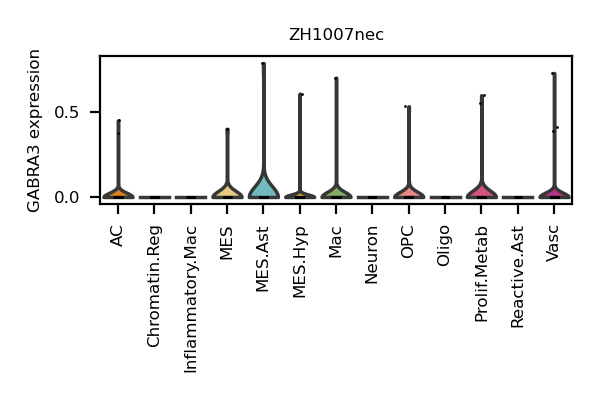 ZH1007nec
GABRA3 expression
0.5
0.0
AC
Chromatin.Reg
Inflammatory.Mac
MES
MES.Ast
MES.Hyp
Mac
Neuron
OPC
Oligo
Prolif.Metab
Reactive.Ast
Vasc